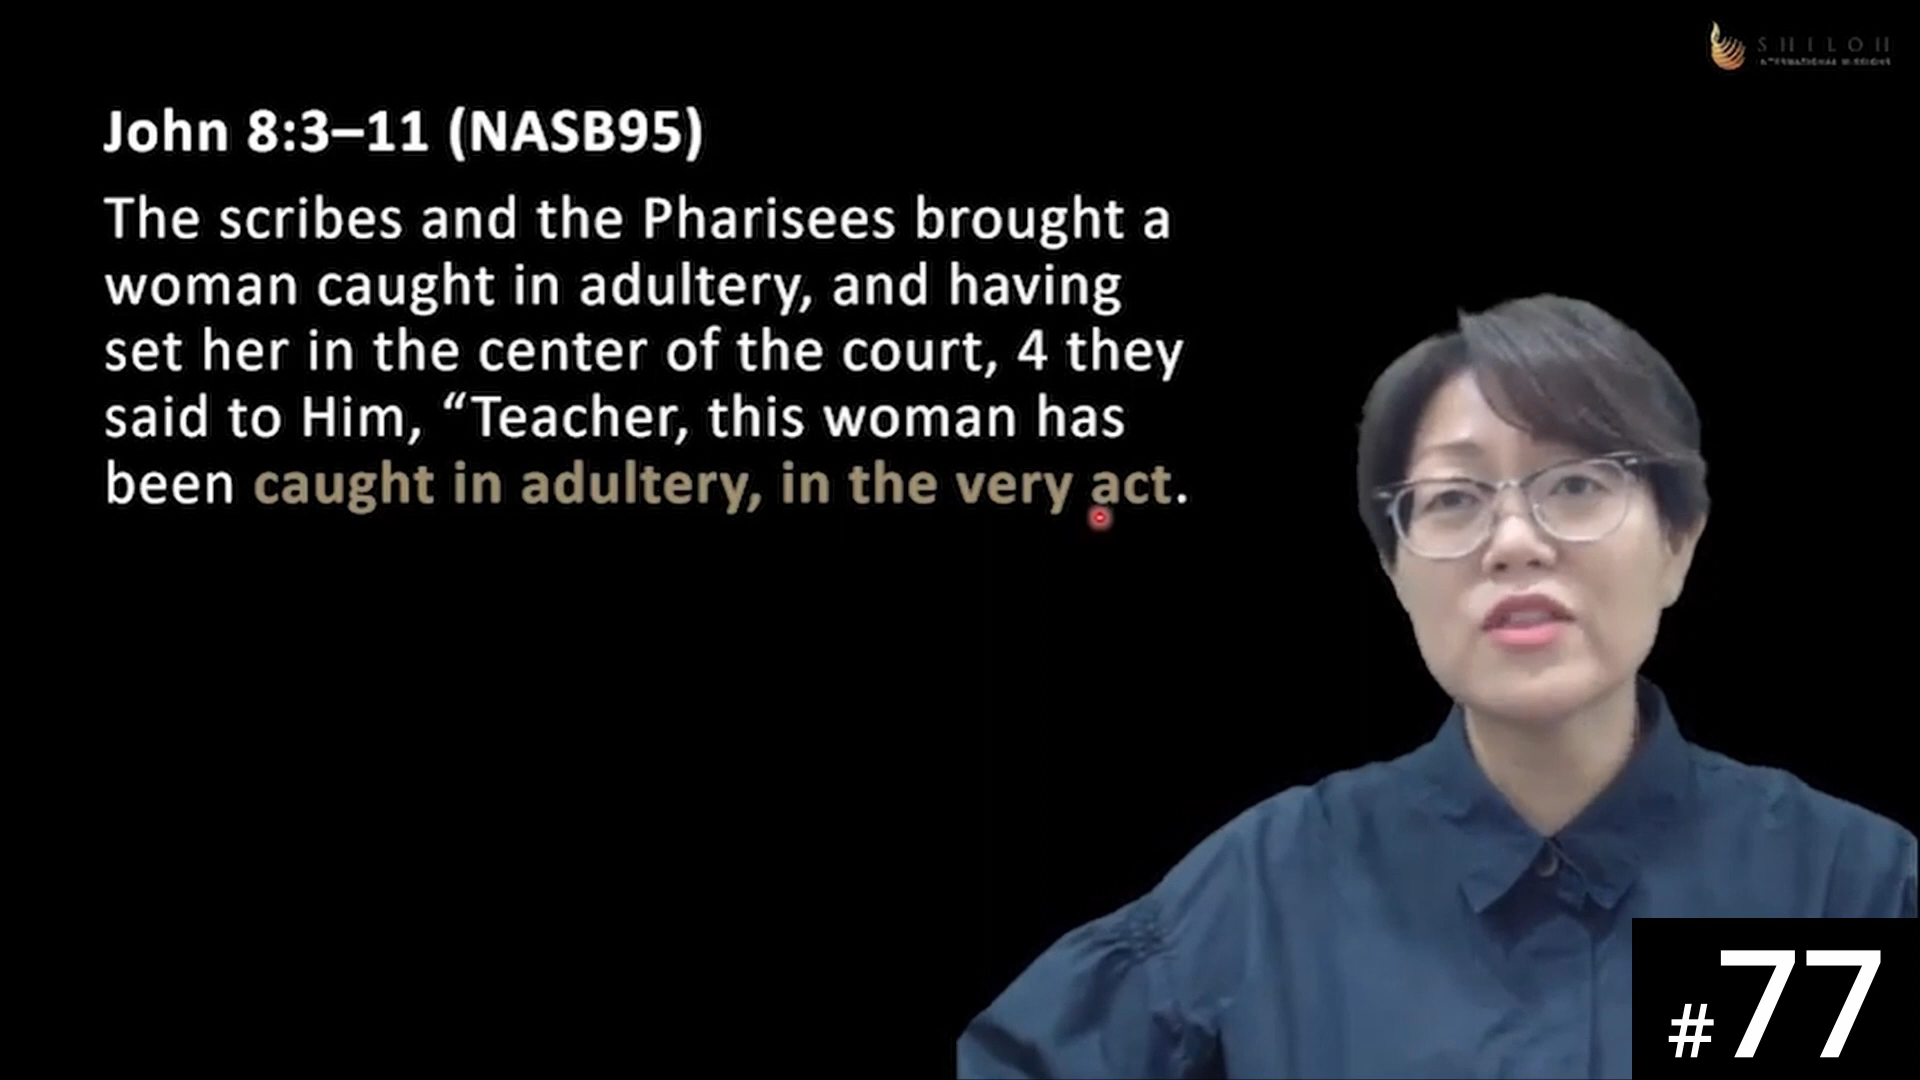 SHILOH
INTERNATIONAL MISSIONS
John 8:3–11 (NASB95)
The scribes and the Pharisees brought a
woman caught in adultery, and having
set her in the center of the court, 4 they
said to Him, “Teacher, this woman has
been caught in adultery, in the very act.
#77